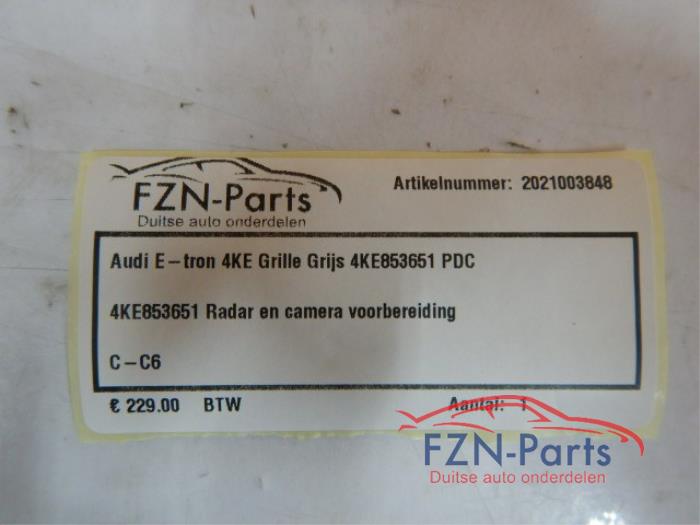 FZN-Parts
Duitse auto onderdelen
Artikelnummer: 2021003848
Audi E-tron 4KE Grille Grijs 4KE853651 PDC
4KE853651 Radar en camera voorbereiding
C-C6
€ 229.00 BTW Aantal: 1
FZN-Parts
Duitse auto onderdelen